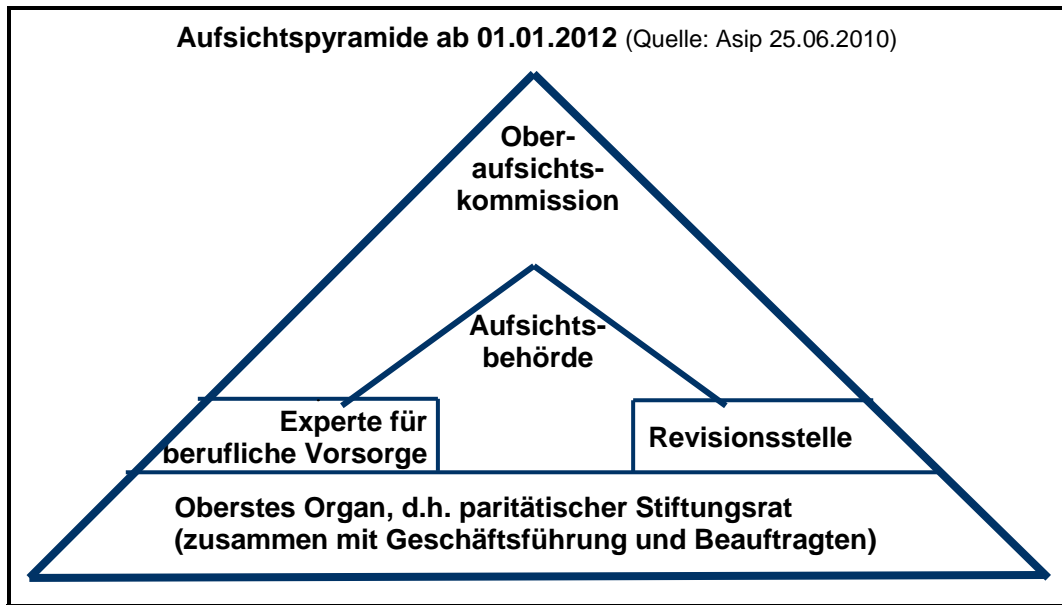 Aufsichtspyramide ab 01.01.2012 (Quelle: Asip 25.06.2010)
Ober-
aufsichts-
kommission
Aufsichts-
behörde
Experte für
berufliche Vorsorge
Revisionsstelle
Oberstes Organ, d.h. paritätischer Stiftungsrat
(zusammen mit Geschäftsführung und Beauftragten)